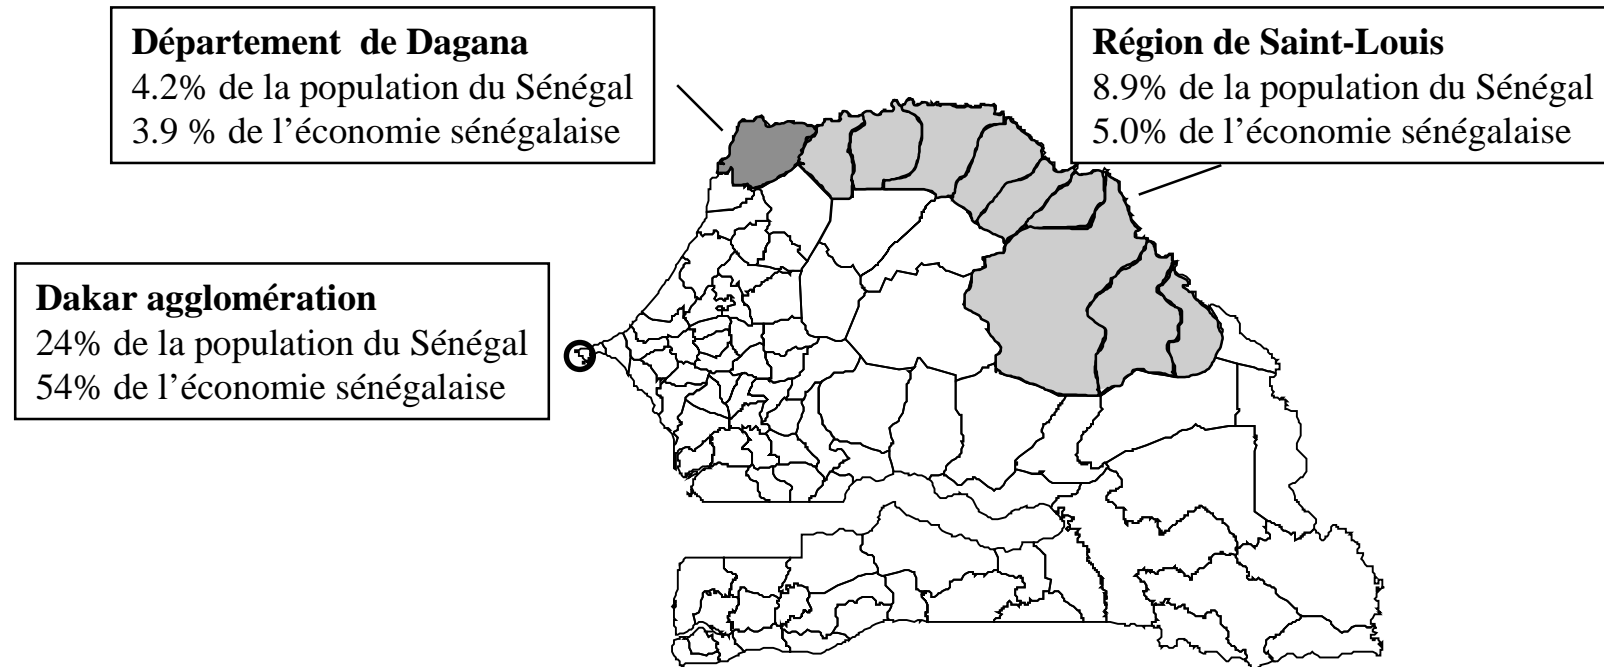 Département  de Dagana
4.2% de la population du Sénégal
3.9 % de l’économie sénégalaise
Région de Saint-Louis
8.9% de la population du Sénégal
5.0% de l’économie sénégalaise
Dakar agglomération
24% de la population du Sénégal
54% de l’économie sénégalaise